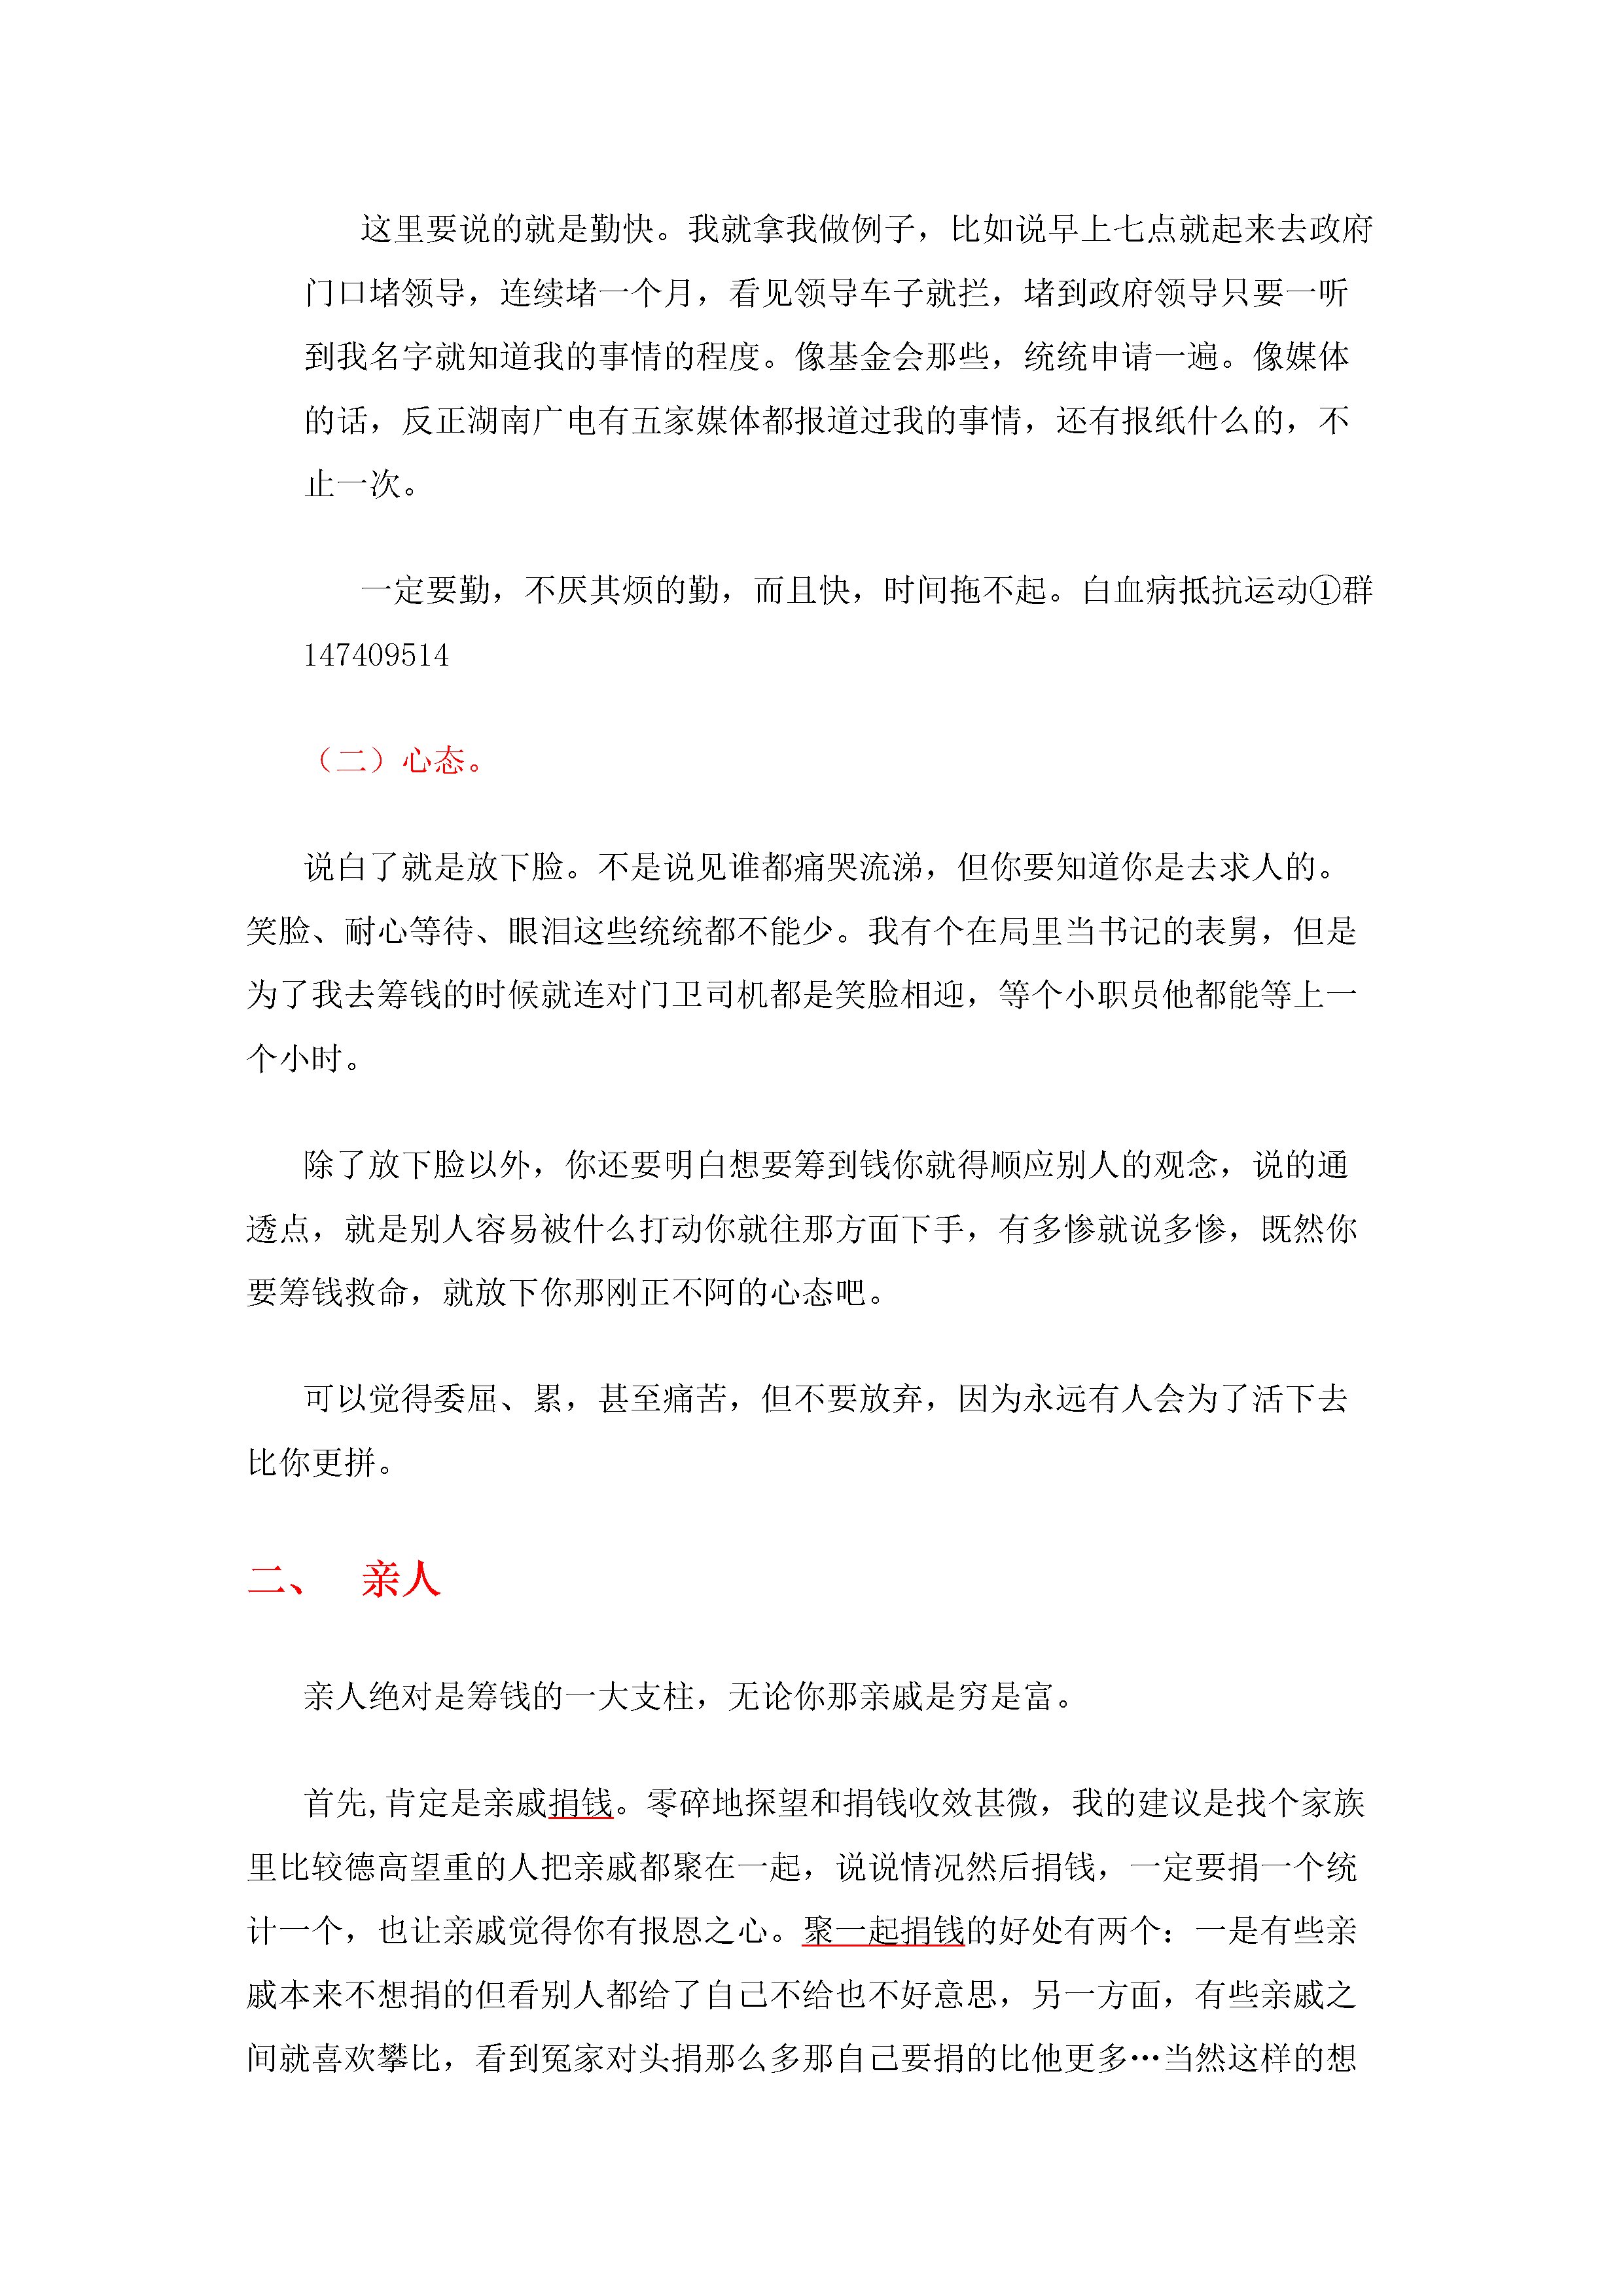 这里要说的就是勤快。我就拿我做例子，比如说早上七点就起来去政府
门口堵领导，连续堵一个月，看见领导车子就拦，堵到政府领导只要一听
到我名字就知道我的事情的程度。像基金会那些，统统申请一遍。像媒体
的话，反正湖南广电有五家媒体都报道过我的事情，还有报纸什么的，不
止一次。
一定要勤，不厌其烦的勤，而且快，时间拖不起。白血病抵抗运动①群
147409514
（二）心态。
说白了就是放下脸。不是说见谁都痛哭流涕，但你要知道你是去求人的。
笑脸、耐心等待、眼泪这些统统都不能少。我有个在局里当书记的表舅，但是
为了我去筹钱的时候就连对门卫司机都是笑脸相迎，等个小职员他都能等上一
个小时。
除了放下脸以外，你还要明白想要筹到钱你就得顺应别人的观念，说的通
透点，就是别人容易被什么打动你就往那方面下手，有多惨就说多惨，既然你
要筹钱救命，就放下你那刚正不阿的心态吧。
可以觉得委屈、累，甚至痛苦，但不要放弃，因为永远有人会为了活下去
比你更拼。
二、 亲人
亲人绝对是筹钱的一大支柱，无论你那亲戚是穷是富。
首先,肯定是亲戚捐钱。零碎地探望和捐钱收效甚微，我的建议是找个家族
里比较德高望重的人把亲戚都聚在一起，说说情况然后捐钱，一定要捐一个统
计一个，也让亲戚觉得你有报恩之心。聚一起捐钱的好处有两个：一是有些亲
戚本来不想捐的但看别人都给了自己不给也不好意思，另一方面，有些亲戚之
间就喜欢攀比，看到冤家对头捐那么多那自己要捐的比他更多…当然这样的想